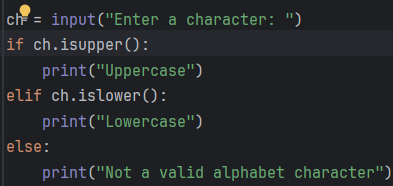 ch = input("Enter a character: ")
if ch.isupper():
    print("Uppercase")
elif ch.islower():
    print("Lowercase")
else:
    print("Not a valid alphabet character")